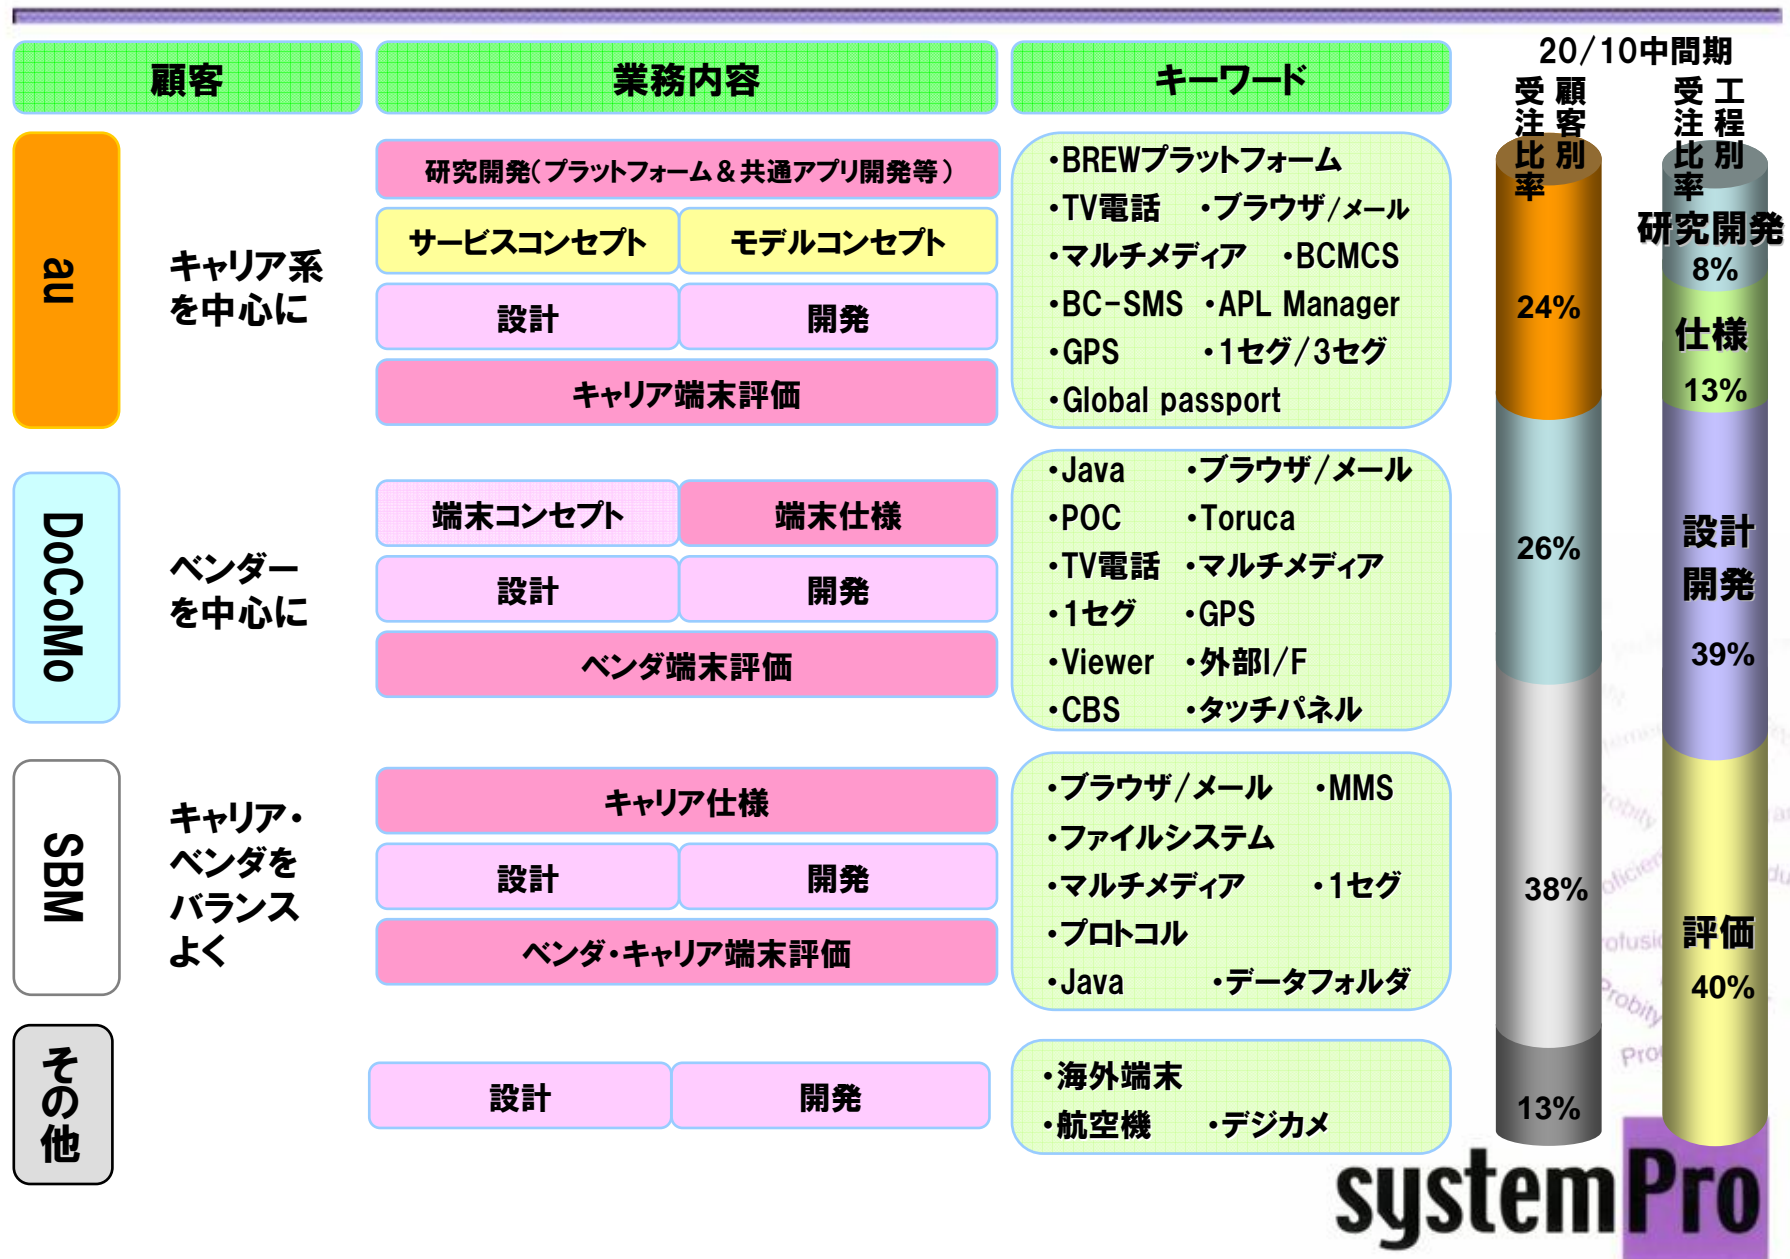 顧客
業務内容
キーワード
20/10中間期
顧客別
受注比率
工程別
受注比率
au
キャリア系
を中心に
研究開発(プラットフォーム&共通アプリ開発等)
サービスコンセプト
モデルコンセプト
設計
開発
キャリア端末評価
・BREWプラットフォーム
・TV電話 ・ブラウザ/メール
・マルチメディア ・BCMCS
・BC-SMS ・APL Manager
・GPS ・1セグ/3セグ
・Global passport
DoCoMo
ベンダー
を中心に
端末コンセプト
端末仕様
設計
開発
ベンダ端末評価
・Java ・ブラウザ/メール
・POC ・Toruca
・TV電話 ・マルチメディア
・1セグ ・GPS
・Viewer ・外部I/F
・CBS ・タッチパネル
SBM
キャリア・
ベンダを
バランス
よく
キャリア仕様
設計
開発
ベンダ・キャリア端末評価
・ブラウザ/メール ・MMS
・ファイルシステム
・マルチメディア ・1セグ
・プロトコル
・Java ・データフォルダ
その他
設計
開発
・海外端末
・航空機 ・デジカメ
24%
26%
38%
13%
研究開発
8%
仕様
13%
設計
開発
39%
評価
40%
Probity
Probity
systemPro